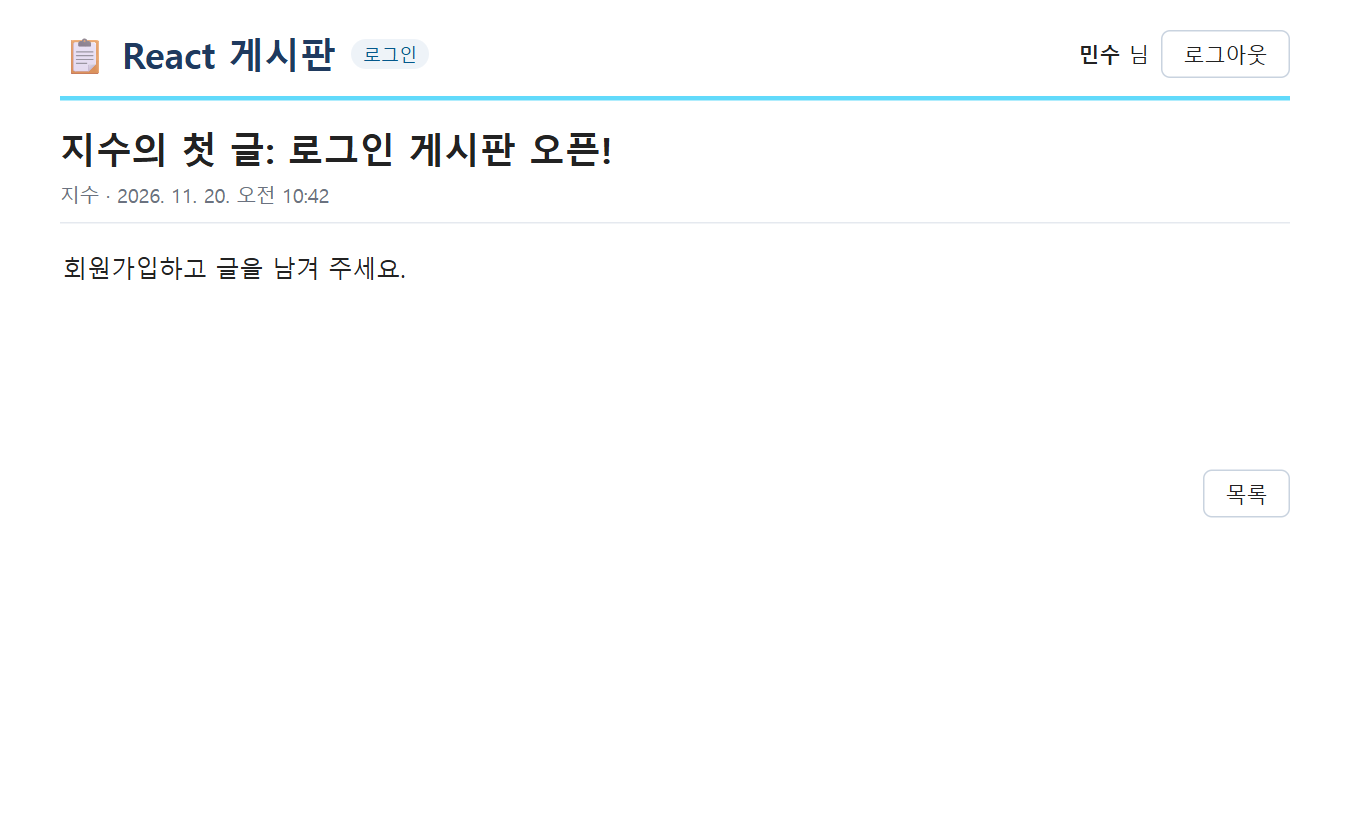 React 게시판 로그인 민수 님 로그아웃
지수의 첫 글: 로그인 게시판 오픈!
지수 · 2026. 11. 20. 오전 10:42
회원가입하고 글을 남겨 주세요.
목록